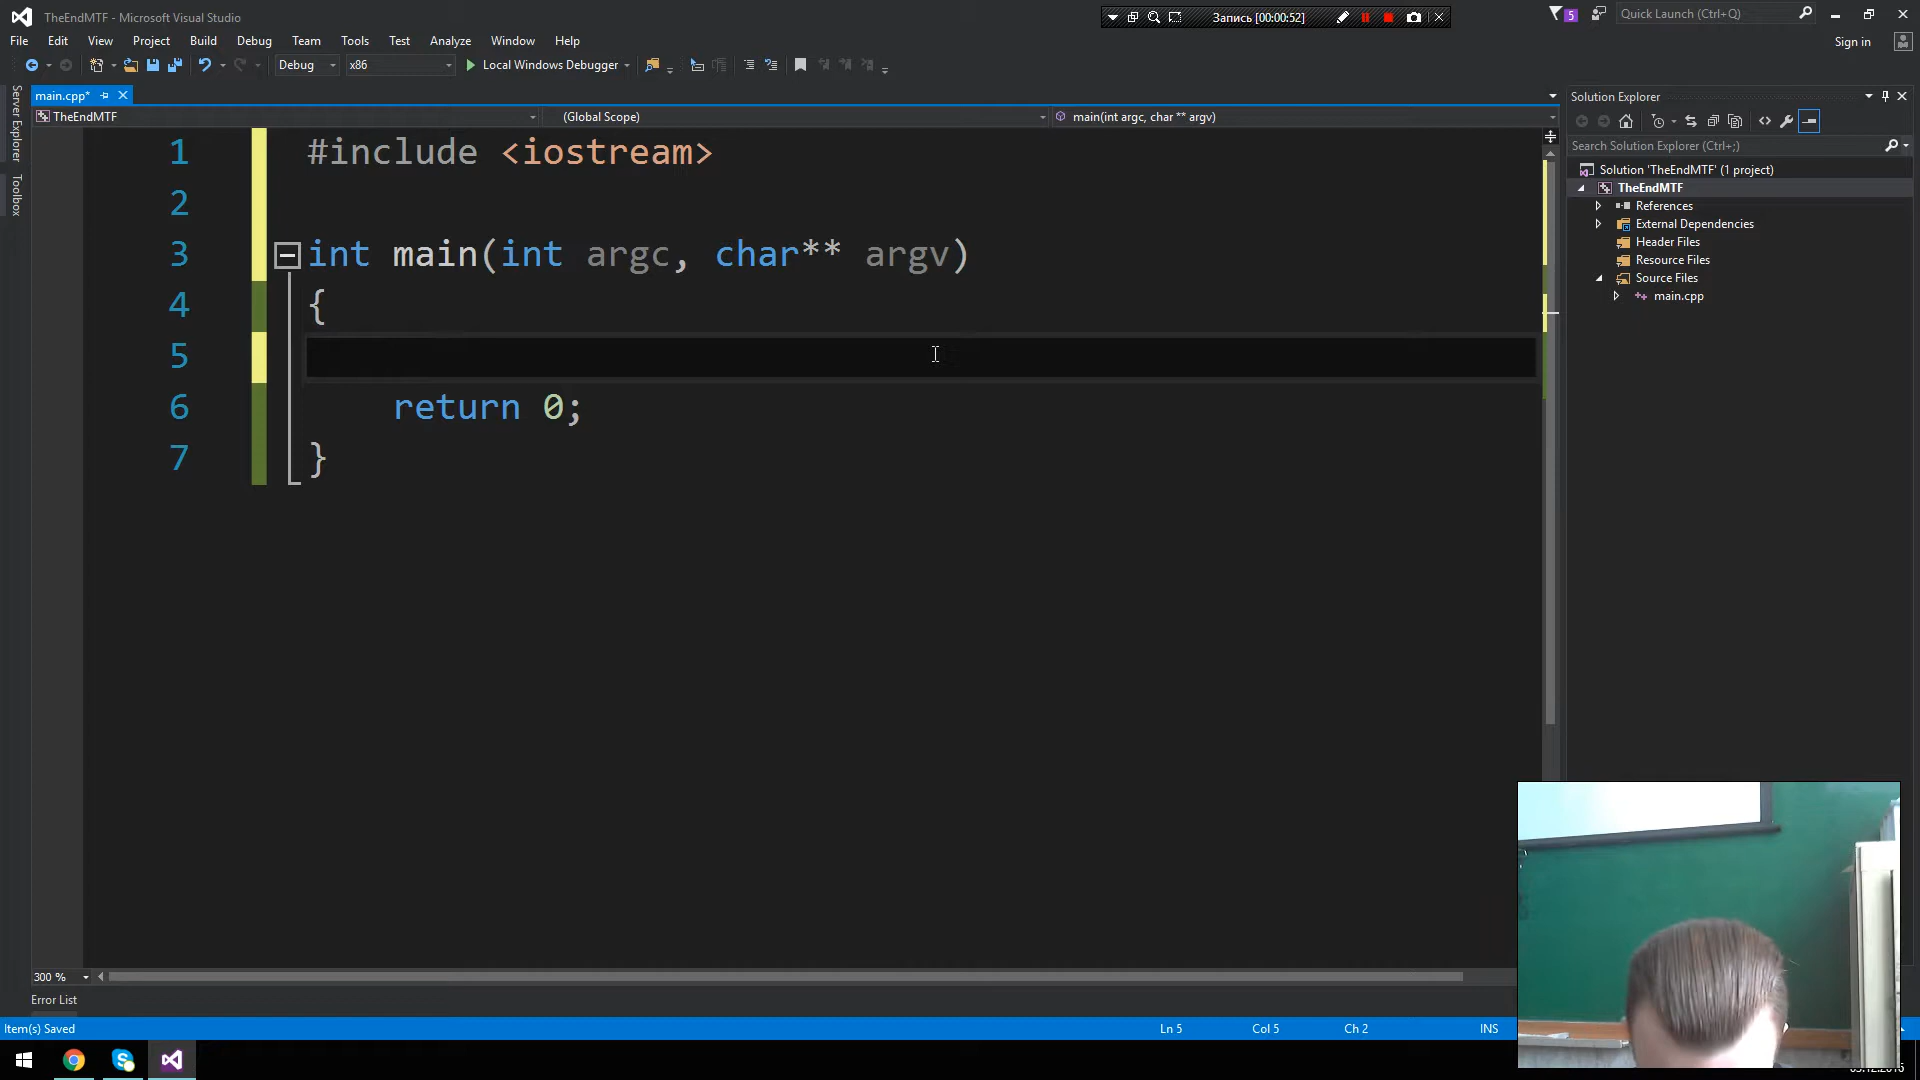 TheEndMTF - Microsoft Visual Studio
Запись [00:00:52]
5
Quick Launch (Ctrl+Q)
File Edit View Project Build Debug Team Tools Test Analyze Window Help
Sign in
Debug x86 Local Windows Debugger
Server Explorer
Toolbox
main.cpp*
TheEndMTF (Global Scope) main(int argc, char ** argv)
1 #include <iostream>
2
3 int main(int argc, char** argv)
4 {
5
6 return 0;
7 }
Solution Explorer
Search Solution Explorer (Ctrl+;)
Solution 'TheEndMTF' (1 project)
TheEndMTF
References
External Dependencies
Header Files
Resource Files
Source Files
main.cpp
300 %
Error List
Item(s) Saved Ln 5 Col 5 Ch 2 INS